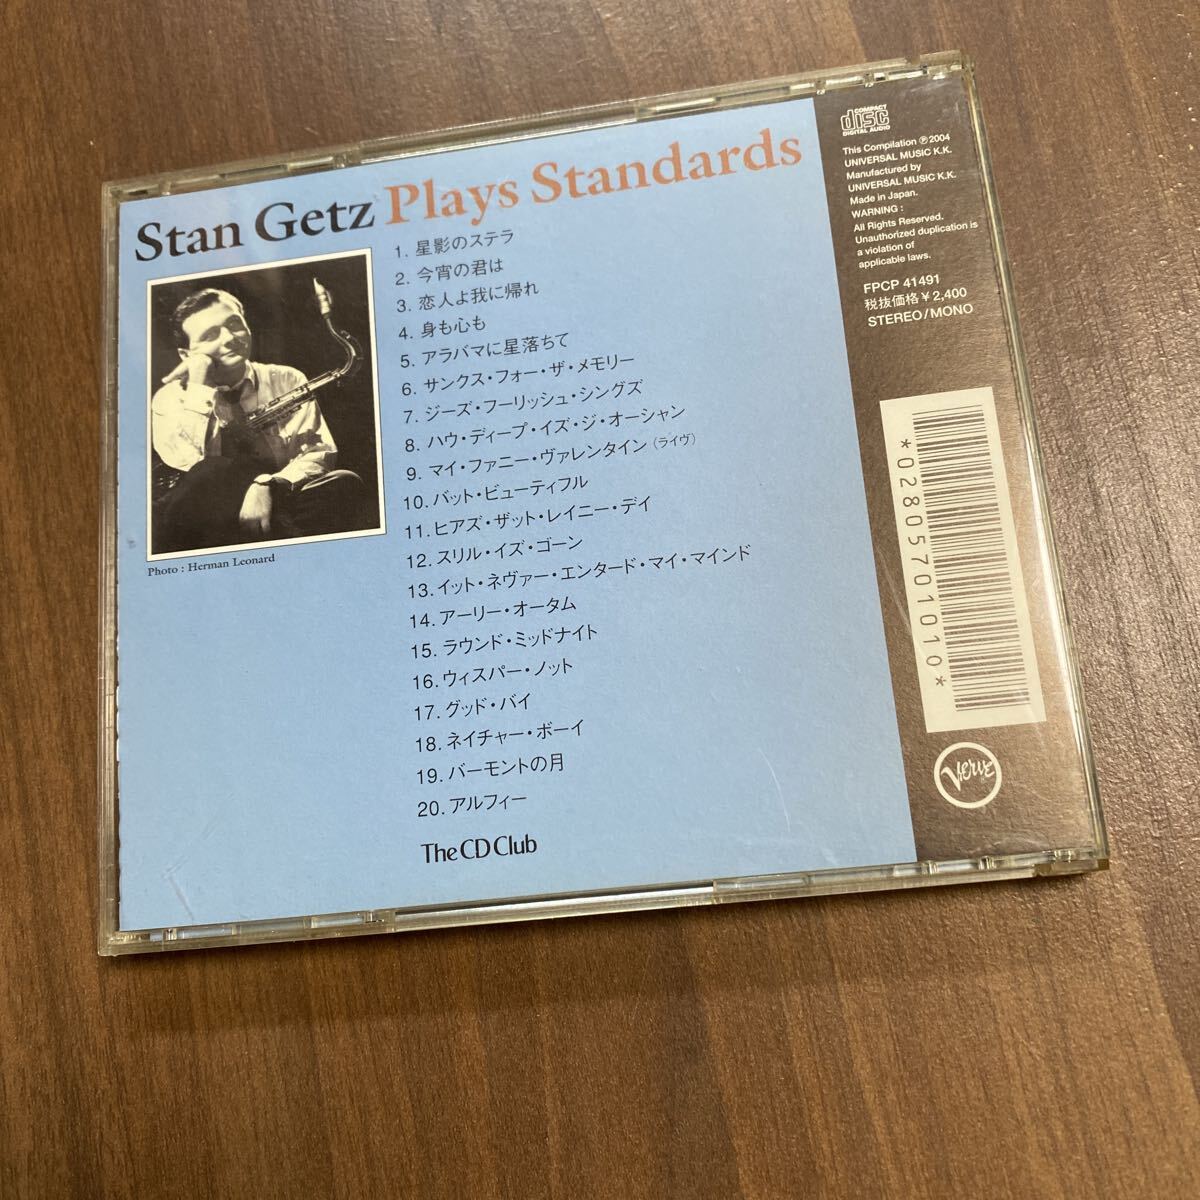 Stan Getz Plays Standards
1. 星影のステラ
2. 今宵の君は
3. 恋人よ我に帰れ
4. 身も心も
5. アラバマに星落ちて
6. サンクス・フォー・ザ・メモリー
7. ジーズ・フーリッシュ・シングズ
8. ハウ・ディープ・イズ・ジ・オーシャン
9. マイ・ファニー・ヴァレンタイン（ライヴ）
10. バット・ビューティフル
11. ヒアズ・ザット・レイニー・デイ
12. スリル・イズ・ゴーン
13. イット・ネヴァー・エンタード・マイ・マインド
14. アーリー・オータム
15. ラウンド・ミッドナイト
16. ウィスパー・ノット
17. グッド・バイ
18. ネイチャー・ボーイ
19. バーモントの月
20. アルフィー
The CD Club
Photo : Herman Leonard
COMPACT
disc
DIGITAL AUDIO
This Compilation ℗ 2004
UNIVERSAL MUSIC K.K.
Manufactured by
UNIVERSAL MUSIC K.K.
Made in Japan.
WARNING :
All Rights Reserved.
Unauthorized duplication is
a violation of
applicable laws.
FPCP 41491
税抜価格￥2,400
STEREO/MONO
*0280570101010*
Verve